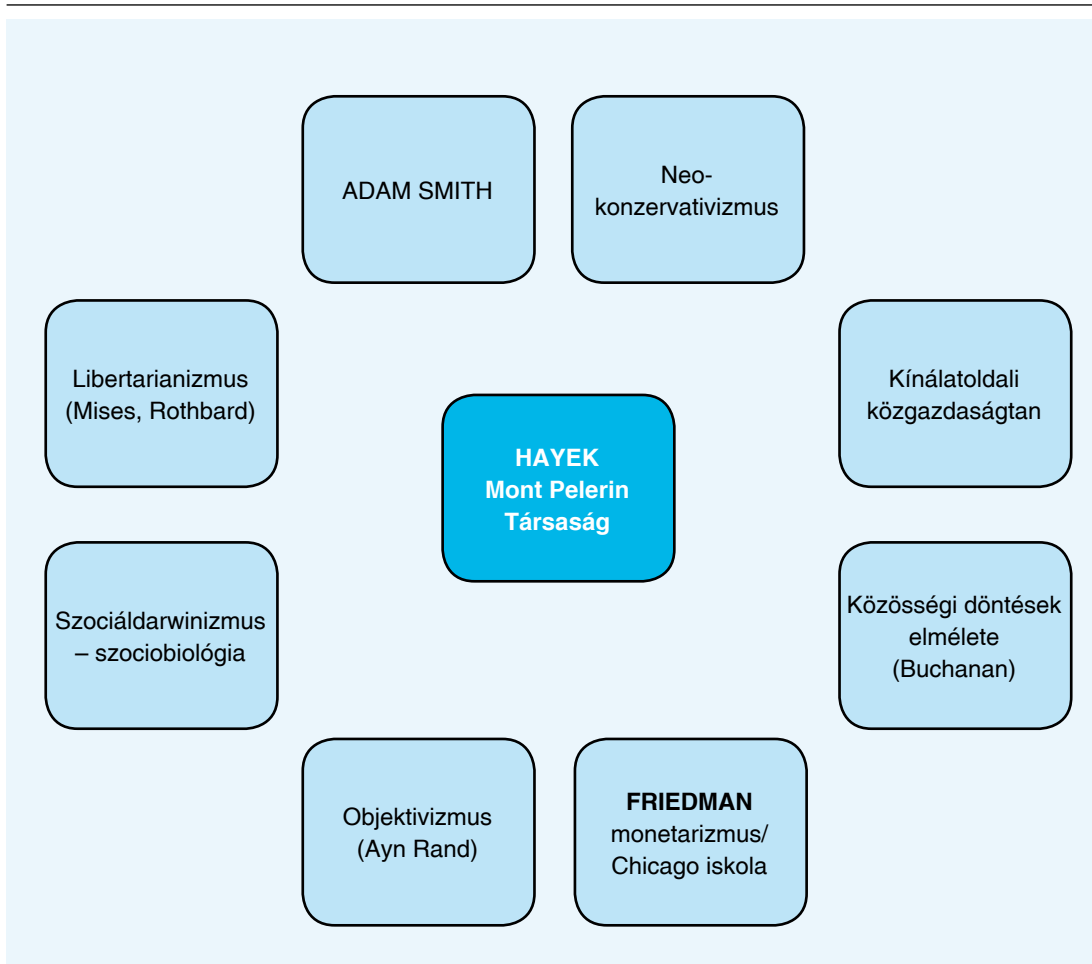 ADAM SMITH
Neo-
konzervativizmus
Libertarianizmus
(Mises, Rothbard)
Kínálatoldali
közgazdaságtan
HAYEK
Mont Pelerin
Társaság
Szociáldarwinizmus
– szociobiológia
Közösségi döntések
elmélete
(Buchanan)
Objektivizmus
(Ayn Rand)
FRIEDMAN
monetarizmus/
Chicago iskola